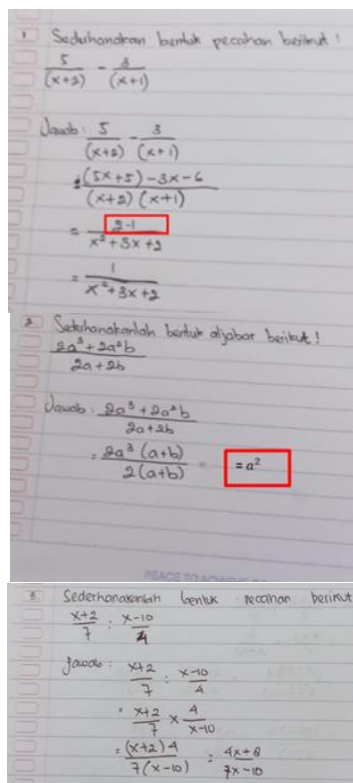 1 Sederhanakan bentuk pecahan berikut !
5/(x+2) - 3/(x+1)
Jawab : 5/(x+2) - 3/(x+1)
= (5x+5)-3x-6/(x+2)(x+1)
= 2-1/x²+3x+2
= 1/x²+3x+2
2 Sederhanakanlah bentuk aljabar berikut !
2a³+2a²b/2a+2b
Jawab : 2a³+2a²b/2a+2b
= 2a³(a+b)/2(a+b) = a²
3. Sederhanakanlah bentuk pecahan berikut
x+2/7 : x-10/4
Jawab : x+2/7 : x-10/4
= x+2/7 × 4/x-10
= (x+2)4/7(x-10) = 4x+8/7x-10